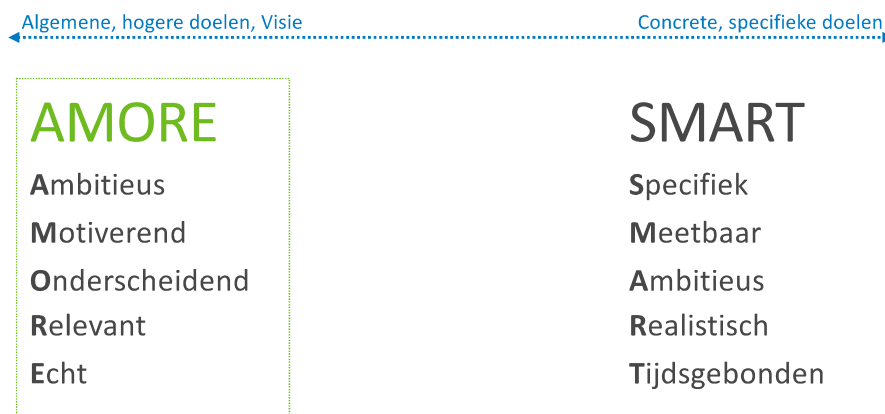 Algemene, hogere doelen, Visie
Concrete, specifieke doelen
AMORE
Ambitieus
Motiverend
Onderscheidend
Relevant
Echt
SMART
Specifiek
Meetbaar
Ambitieus
Realistisch
Tijdsgebonden